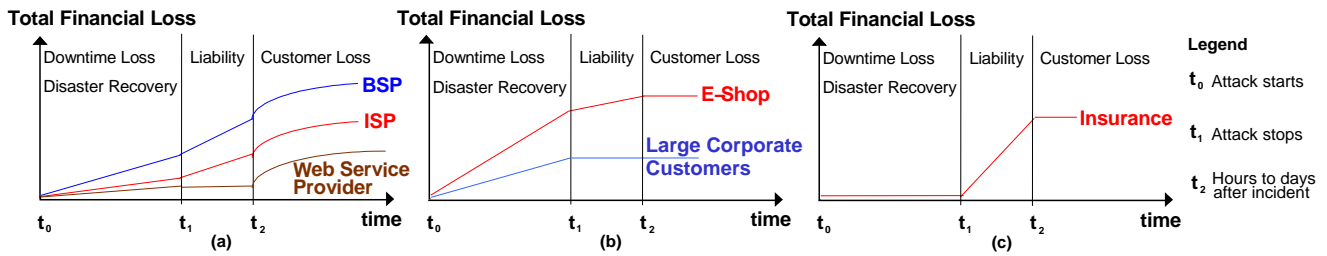 Total Financial Loss
Downtime Loss
Disaster Recovery
Liability
Customer Loss
BSP
ISP
Web Service
Provider
t0
t1
t2
time
(a)
Total Financial Loss
Downtime Loss
Disaster Recovery
Liability
Customer Loss
E-Shop
Large Corporate
Customers
t0
t1
t2
time
(b)
Total Financial Loss
Downtime Loss
Disaster Recovery
Liability
Customer Loss
Insurance
t0
t1
t2
time
(c)
Legend
t0 Attack starts
t1 Attack stops
t2 Hours to days
after incident